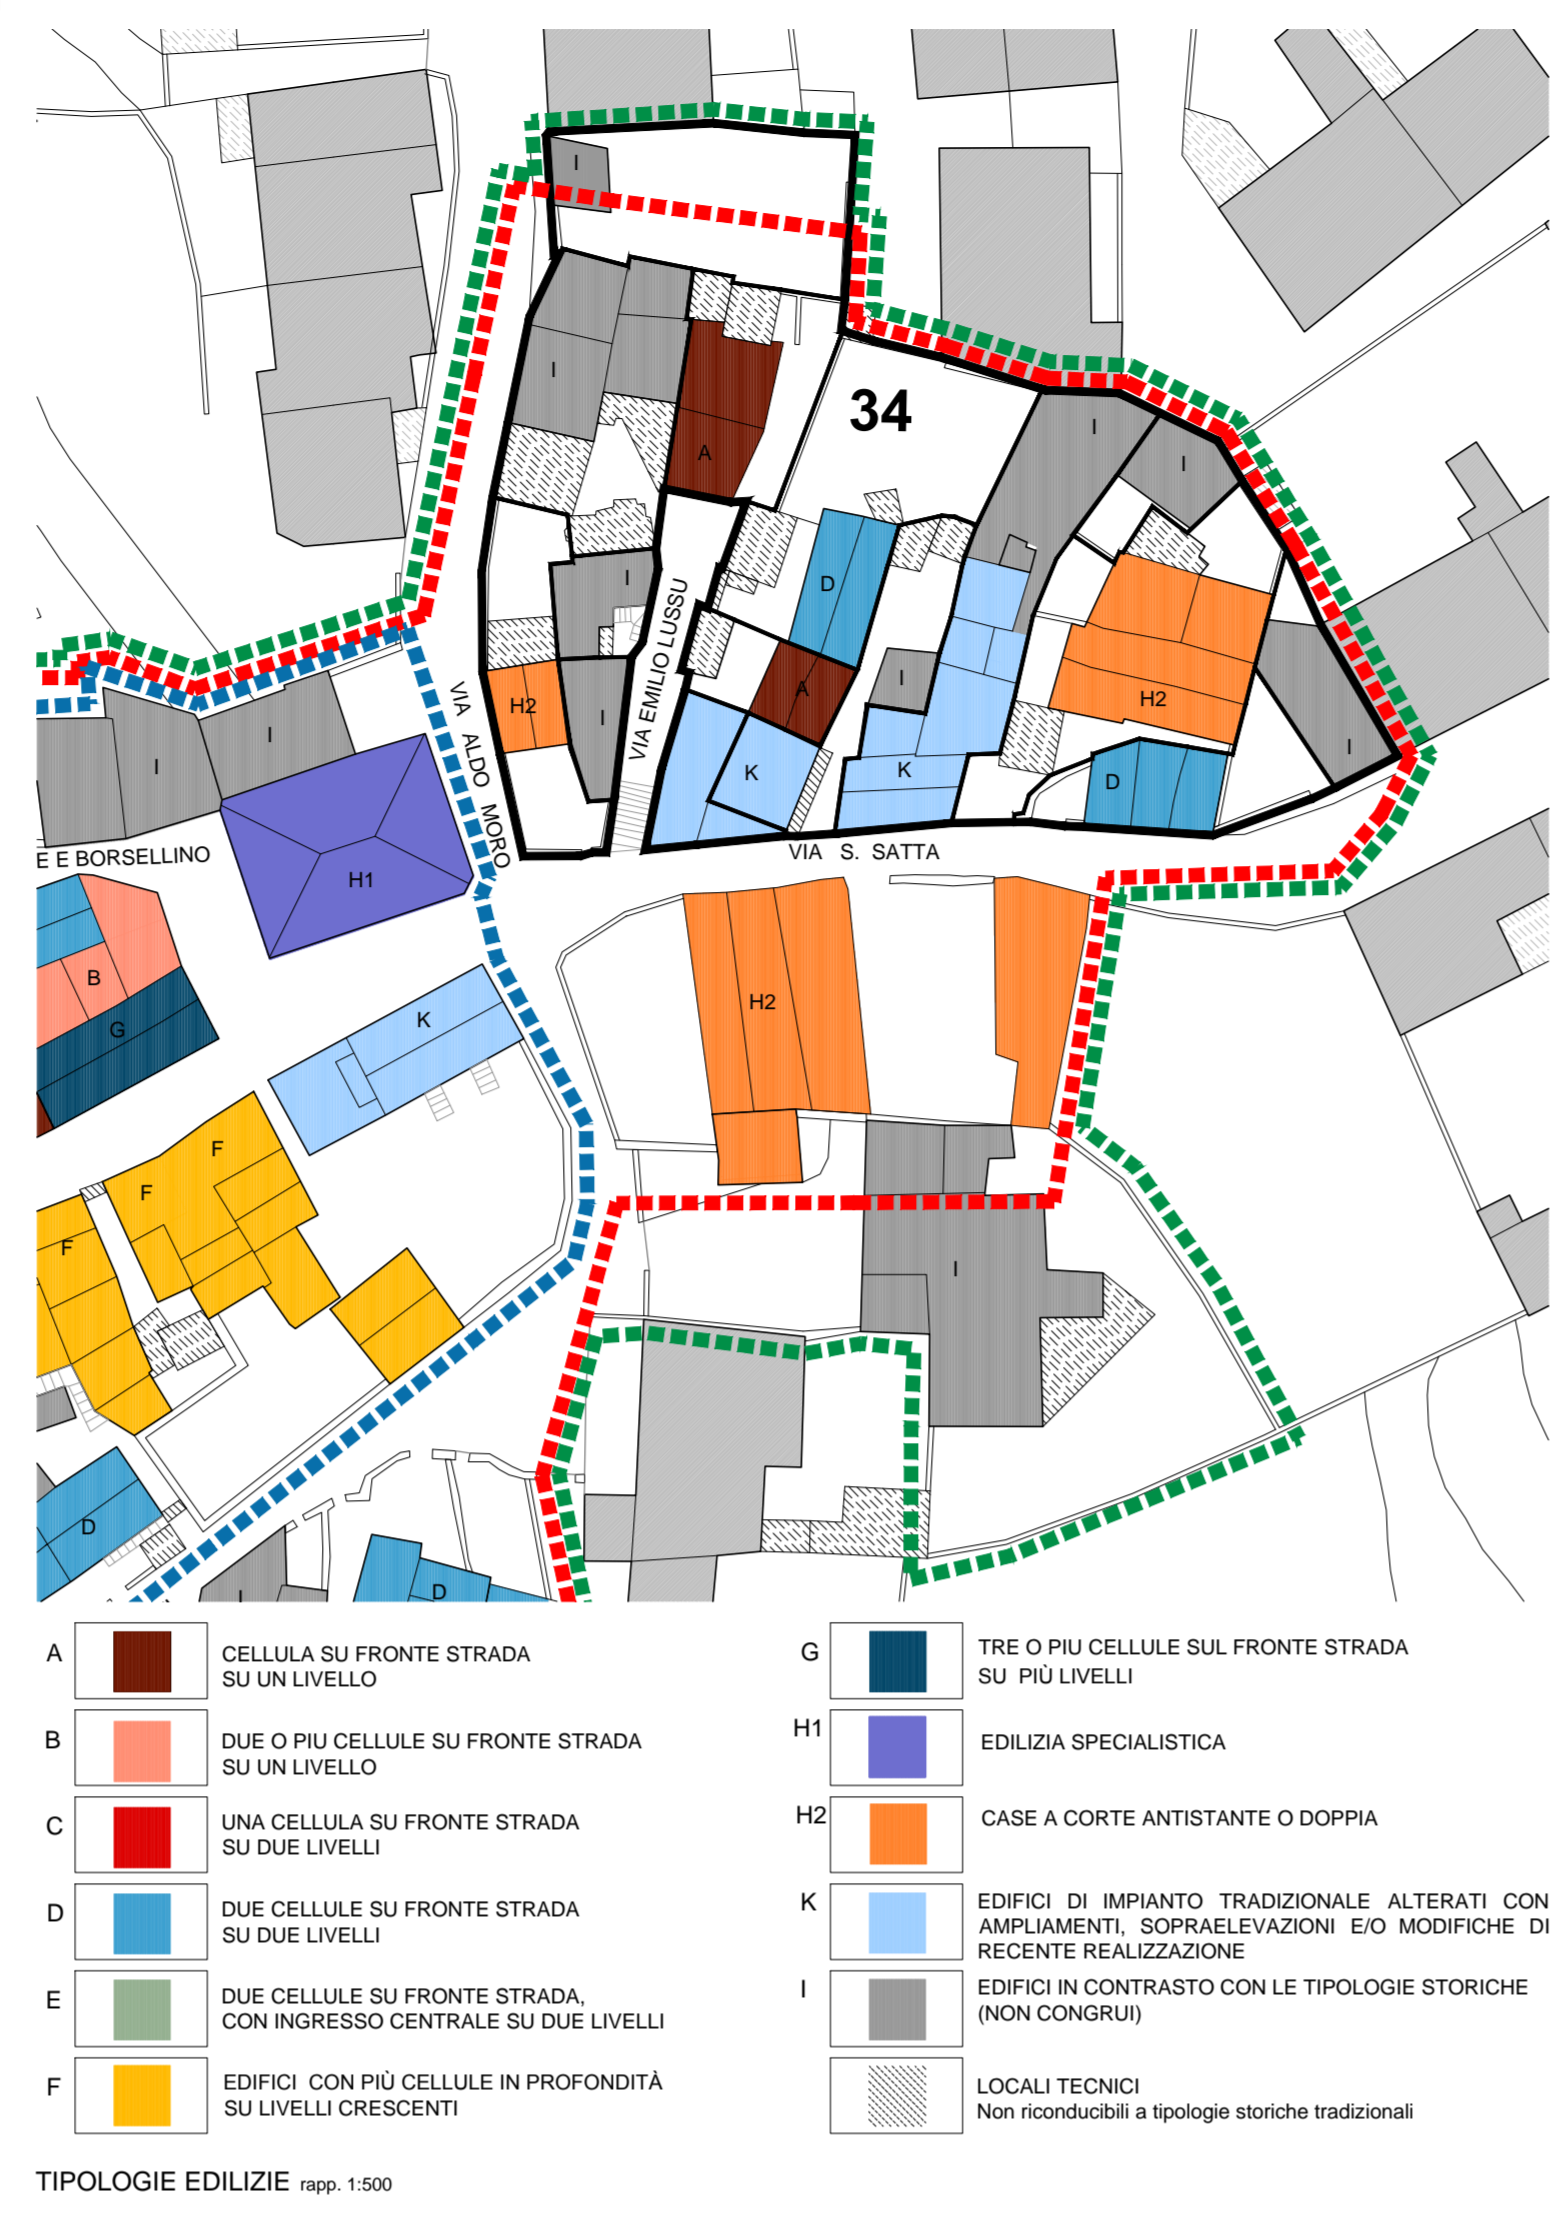 I
34
I
I
I
A
D
I
I
A
I
H2
I
H2
VIA EMILIO LUSSU
VIA ALDO MORO
I
I
K
K
D
I
E E BORSELLINO
VIA S. SATTA
H1
B
H2
G
K
F
F
F
I
D
D
I
A
CELLULA SU FRONTE STRADA
SU UN LIVELLO
B
DUE O PIU CELLULE SU FRONTE STRADA
SU UN LIVELLO
C
UNA CELLULA SU FRONTE STRADA
SU DUE LIVELLI
D
DUE CELLULE SU FRONTE STRADA
SU DUE LIVELLI
E
DUE CELLULE SU FRONTE STRADA,
CON INGRESSO CENTRALE SU DUE LIVELLI
F
EDIFICI CON PIÙ CELLULE IN PROFONDITÀ
SU LIVELLI CRESCENTI
G
TRE O PIU CELLULE SUL FRONTE STRADA
SU PIÙ LIVELLI
H1
EDILIZIA SPECIALISTICA
H2
CASE A CORTE ANTISTANTE O DOPPIA
K
EDIFICI DI IMPIANTO TRADIZIONALE ALTERATI CON
AMPLIAMENTI, SOPRAELEVAZIONI E/O MODIFICHE DI
RECENTE REALIZZAZIONE
I
EDIFICI IN CONTRASTO CON LE TIPOLOGIE STORICHE
(NON CONGRUI)
LOCALI TECNICI
Non riconducibili a tipologie storiche tradizionali
TIPOLOGIE EDILIZIE rapp. 1:500